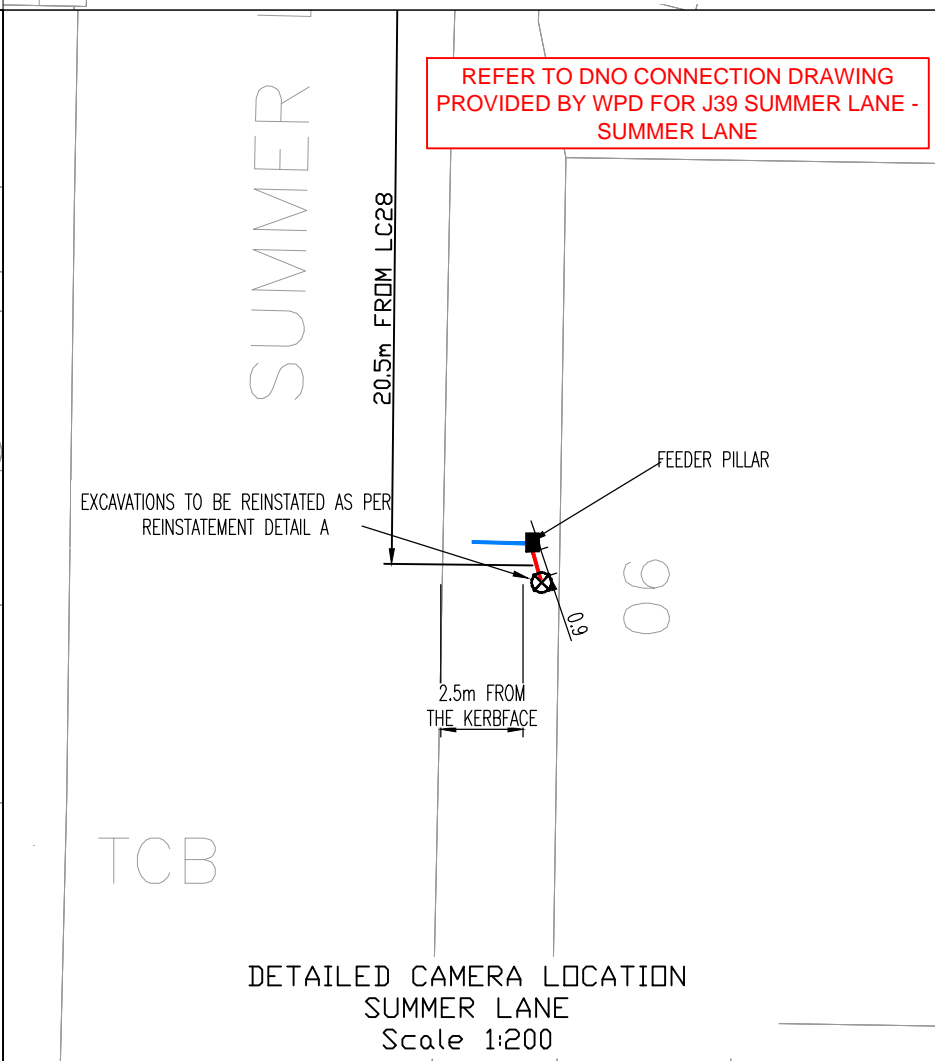 SUMMER L
REFER TO DNO CONNECTION DRAWING
PROVIDED BY WPD FOR J39 SUMMER LANE -
SUMMER LANE
20.5m FROM LC28
FEEDER PILLAR
EXCAVATIONS TO BE REINSTATED AS PER
REINSTATEMENT DETAIL A
90
0.9
2.5m FROM
THE KERBFACE
TCB
DETAILED CAMERA LOCATION
SUMMER LANE
Scale 1:200